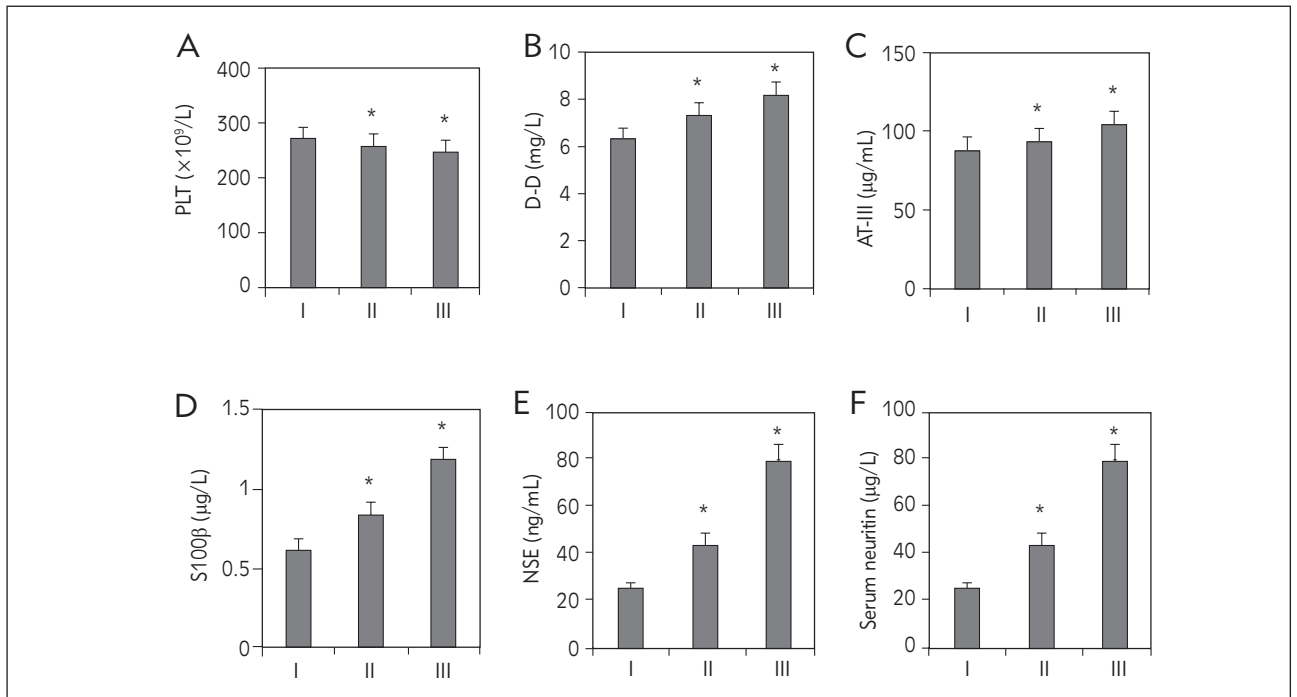 A
PLT (×10⁹/L)
400
300
200
100
0
*
*
I II III
B
D-D (mg/L)
10
8
6
4
2
0
*
*
I II III
C
AT-III (μg/mL)
150
100
50
0
*
*
I II III
D
S100β (μg/L)
1.5
1
0.5
0
*
*
I II III
E
NSE (ng/mL)
100
80
60
40
20
0
*
*
I II III
F
Serum neuritin (μg/L)
100
80
60
40
20
0
*
*
I II III